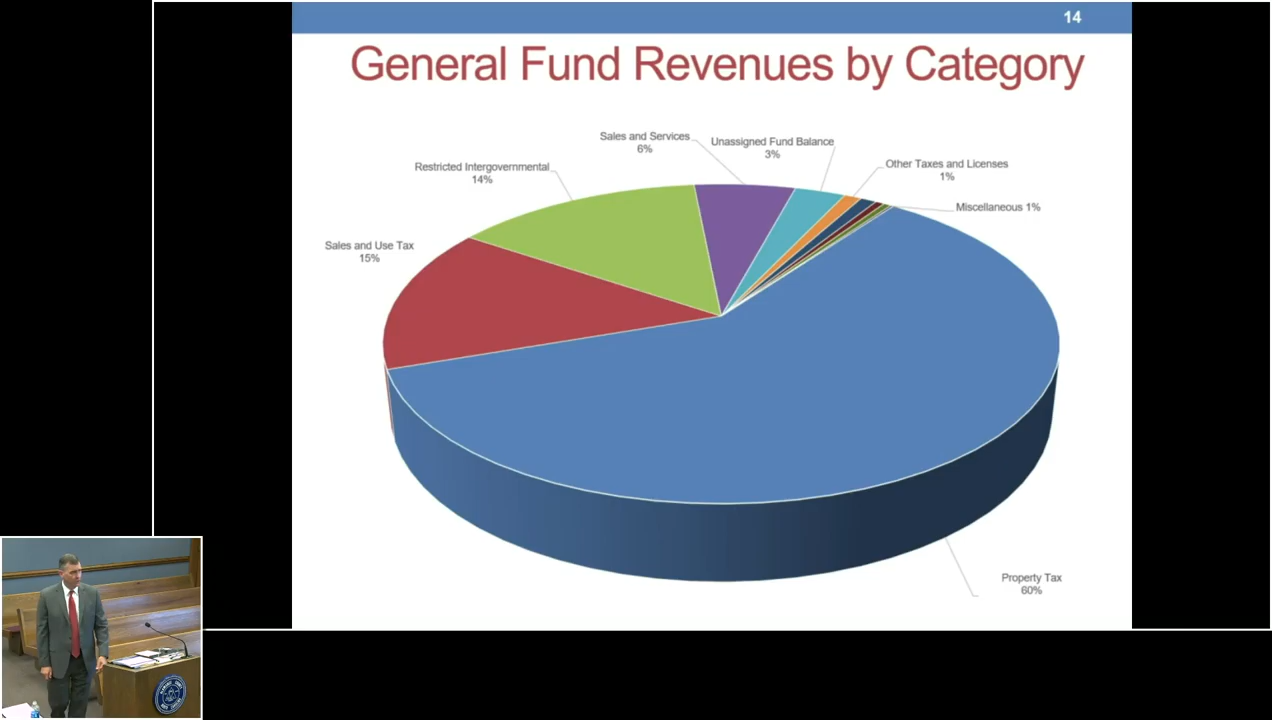 14
General Fund Revenues by Category
Sales and Services
6%
Unassigned Fund Balance
3%
Restricted Intergovernmental
14%
Other Taxes and Licenses
1%
Miscellaneous 1%
Sales and Use Tax
15%
Property Tax
60%